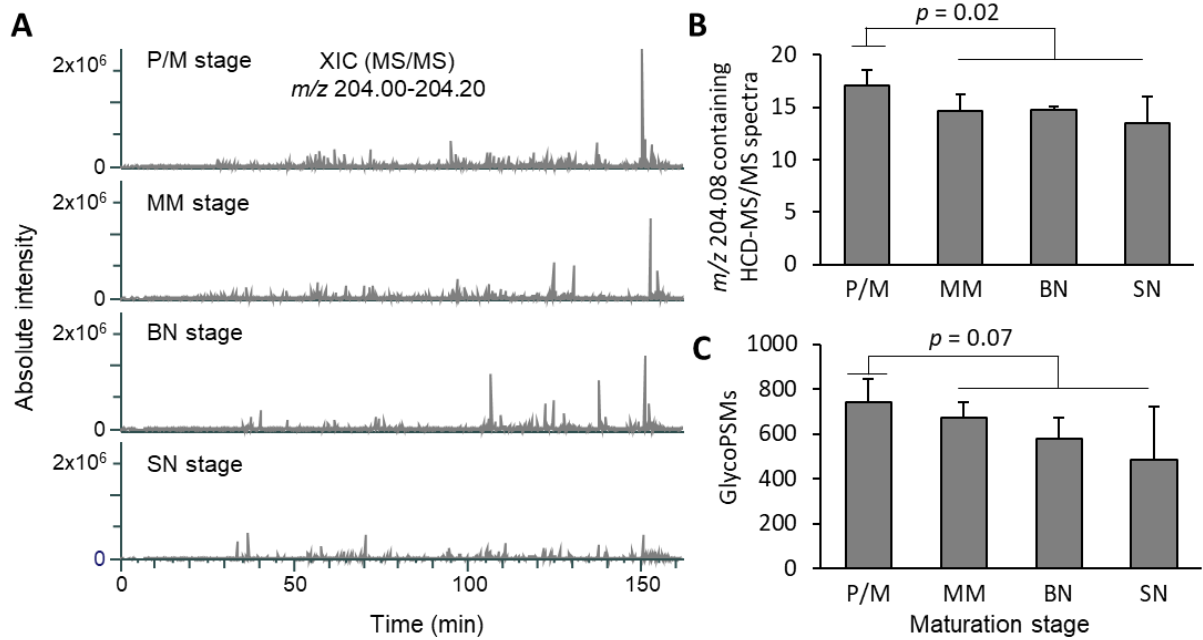 A
P/M stage
XIC (MS/MS)
m/z 204.00-204.20
2x10⁶
0
MM stage
2x10⁶
0
BN stage
2x10⁶
0
SN stage
2x10⁶
0
0 50 100 150
Time (min)
Absolute intensity
B
p = 0.02
m/z 204.08 containing
HCD-MS/MS spectra
20
15
10
5
0
P/M MM BN SN
C
p = 0.07
GlycoPSMs
1000
800
600
400
200
0
P/M MM BN SN
Maturation stage